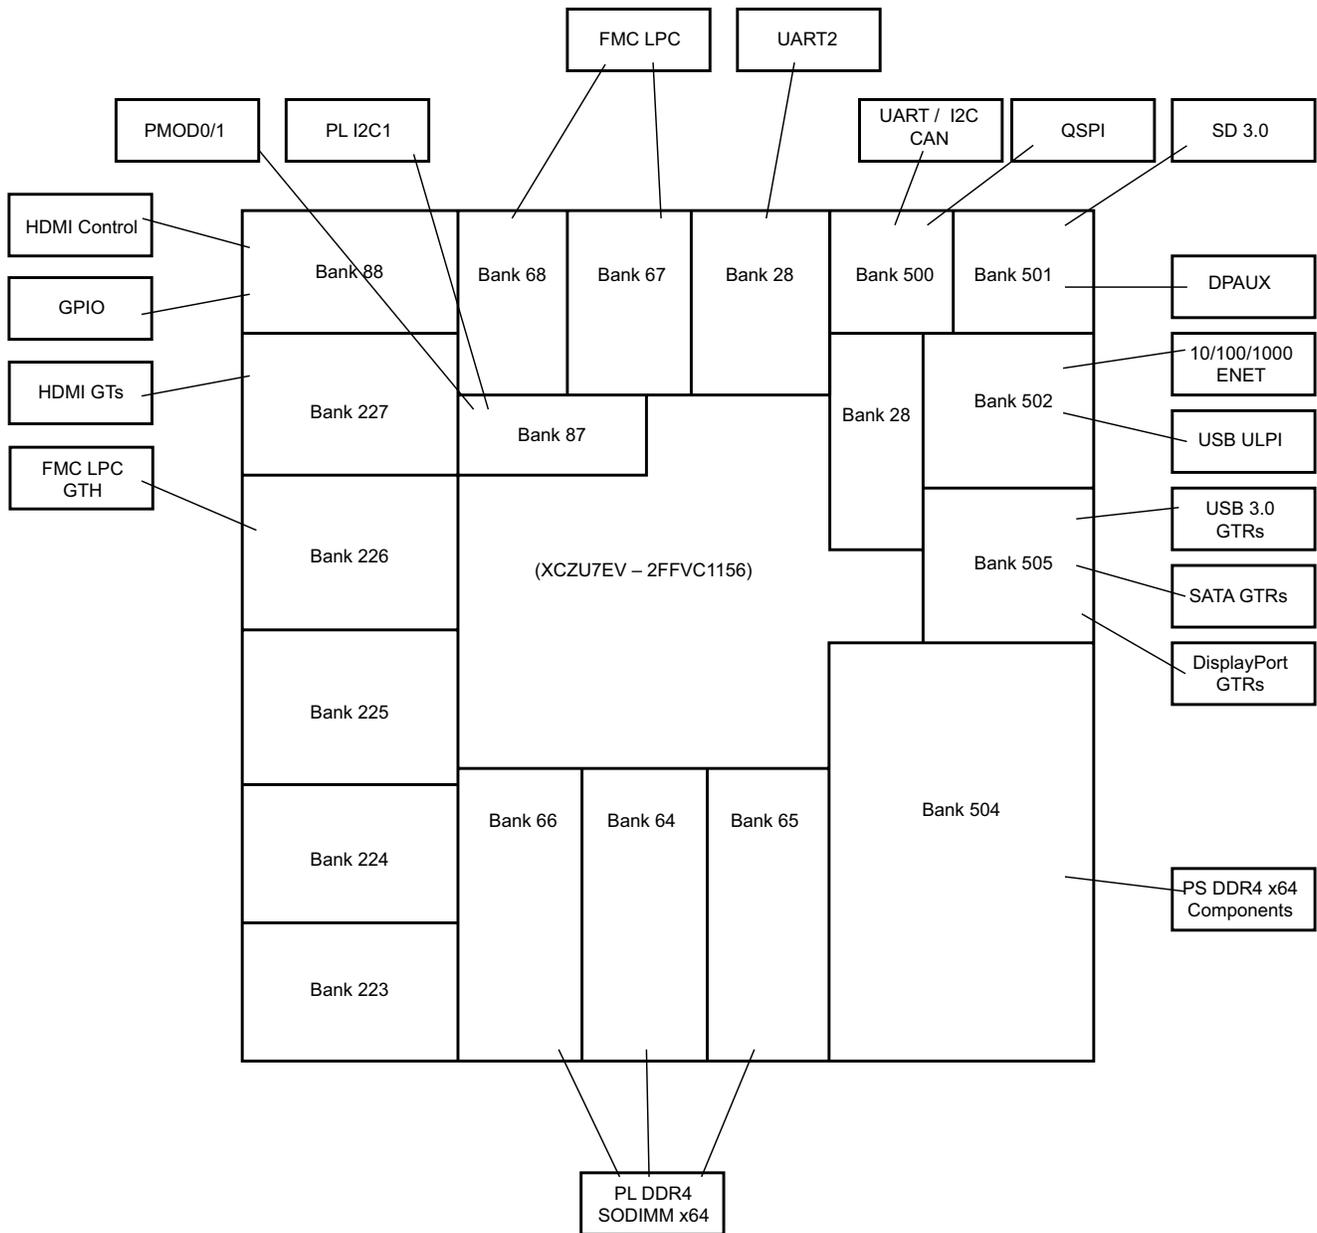 FMC LPC
UART2
PMOD0/1
PL I2C1
UART / I2C
CAN
QSPI
SD 3.0
HDMI Control
Bank 88
Bank 68
Bank 67
Bank 28
Bank 500
Bank 501
DPAUX
GPIO
10/100/1000
ENET
HDMI GTs
Bank 227
Bank 87
Bank 28
Bank 502
USB ULPI
FMC LPC
GTH
USB 3.0
GTRs
Bank 226
(XCZU7EV – 2FFVC1156)
Bank 505
SATA GTRs
DisplayPort
GTRs
Bank 225
Bank 66
Bank 64
Bank 65
Bank 504
Bank 224
PS DDR4 x64
Components
Bank 223
PL DDR4
SODIMM x64